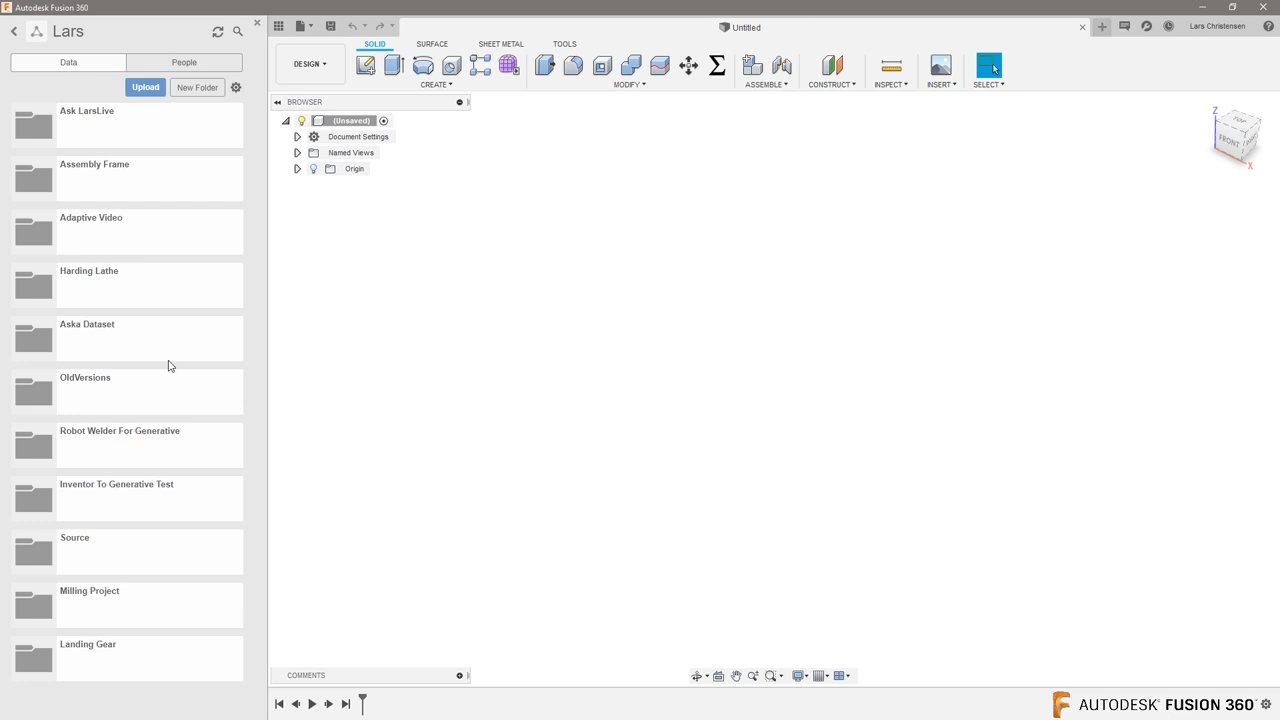 Autodesk Fusion 360
Lars
Data
People
Upload
New Folder
Ask LarsLive
Assembly Frame
Adaptive Video
Harding Lathe
Aska Dataset
OldVersions
Robot Welder For Generative
Inventor To Generative Test
Source
Milling Project
Landing Gear
Untitled
Lars Christensen
DESIGN
SOLID
SURFACE
SHEET METAL
TOOLS
CREATE
MODIFY
ASSEMBLE
CONSTRUCT
INSPECT
INSERT
SELECT
BROWSER
(Unsaved)
Document Settings
Named Views
Origin
Z
TOP
FRONT
X
COMMENTS
AUTODESK® FUSION 360™